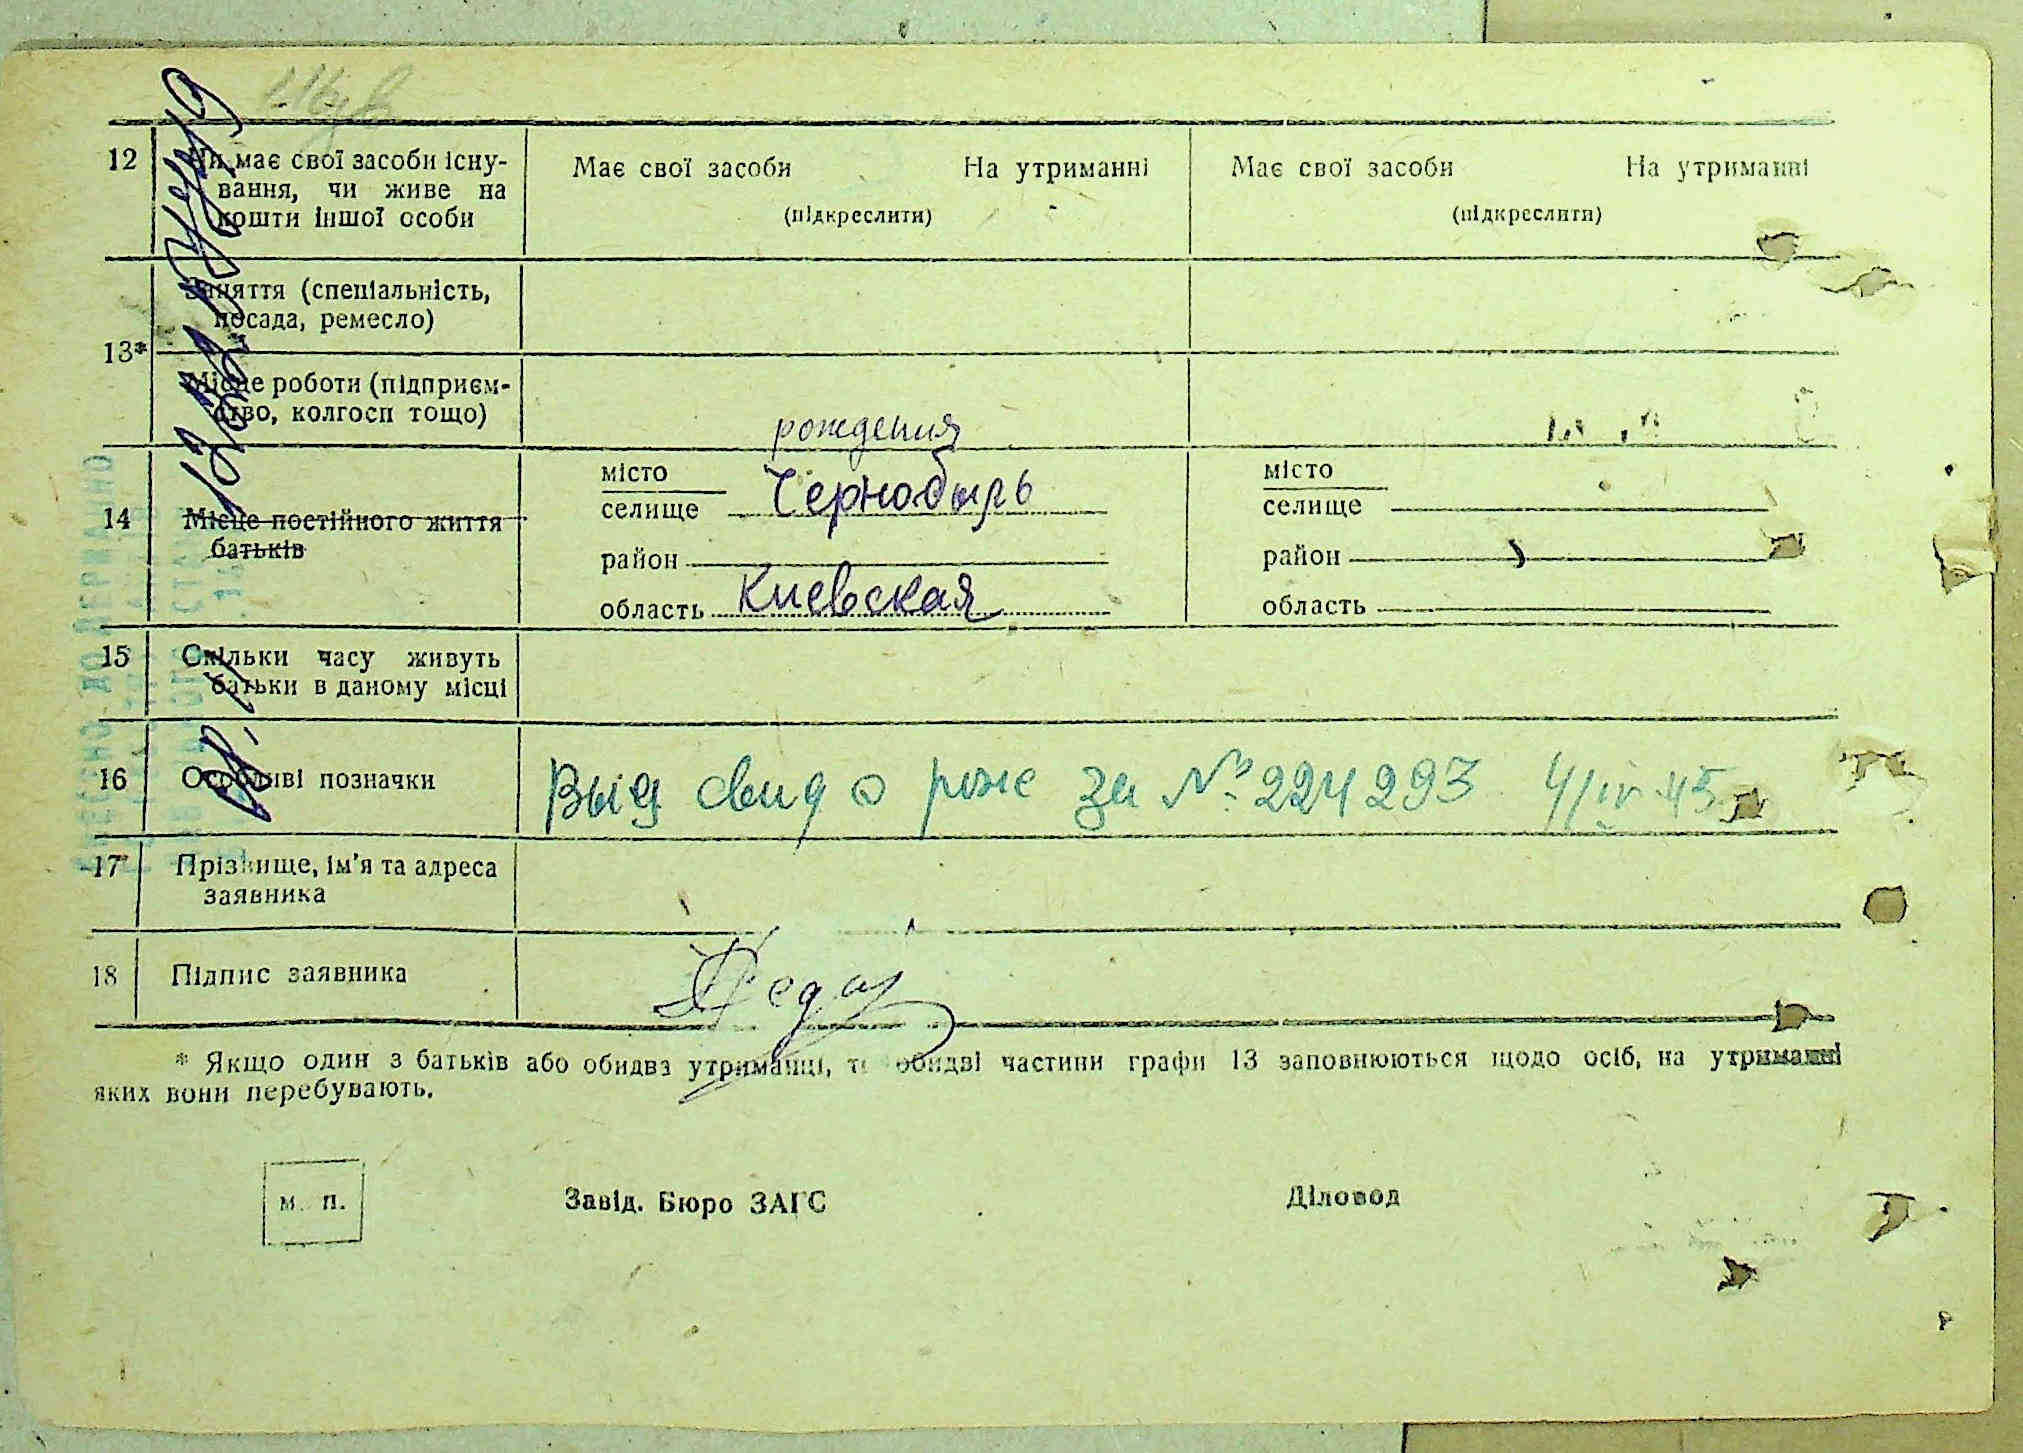 12 Чи має свої засоби існу-
вання, чи живе на
кошти іншої особи
Має свої засоби На утриманні
(підкреслити)
Має свої засоби На утриманні
(підкреслити)
13*
Заняття (спеціальність,
посада, ремесло)
Місце роботи (підприєм-
ство, колгосп тощо)
14 Місце постійного життя
батьків
рождения
місто
селище Чернобыль
район
область Киевская
місто
селище
район
область
15 Скільки часу живуть
батьки в даному місці
16 Особливі позначки
Выд свид о рож за № 224293 4/IV-45
17* Прізвище, ім'я та адреса
заявника
18 Підпис заявника
* Якщо один з батьків або обидва утриманці, то обидві частини графи 13 заповнюються щодо осіб, на утриманні
яких вони перебувають.
м. п.
Завід. Бюро ЗАГС
Діловод